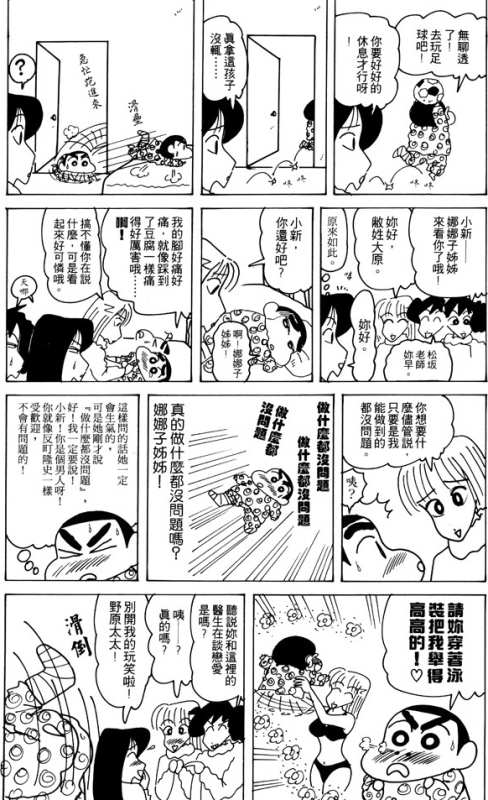 無聊透
了！
去玩足
球吧！
你要好好的
休息才行呀
咚
咚
真拿這孩子
沒輒……
咚
咚
急忙跑進來
滑壘
？
小新——
娜娜子姊姊
來看你了哦！
松坂
老師
妳早。
妳好，
敝姓大原。
妳好。
原來如此。
小新，
你還好吧？
啊！娜娜子
姊姊！
我的腳好痛好
痛，就像踩到
了豆腐一樣痛
得好厲害哦……
啊！
搞不懂你在說
什麼，可是看
起來好可憐哦。
天哪
你想要什
麼儘管說
只要是我
能做到的
都沒問題。
咦？
做什麼都沒問題
做什麼都沒問題
做什麼都
沒問題
真的做什麼都沒問題嗎？
娜娜子姊姊！
這樣問的話她一定
會生氣的，
可是她剛才說
『做什麼都沒問題』，
好！我一定要說！
小新！你是個男人呀！
你就像反町隆史一樣
受歡迎，
不會有問題的！
請妳穿著泳
裝把我舉得
高高的！♡
聽說妳和這裡的
醫生在談戀愛
是嗎？
咦？
真的嗎？
別開我的玩笑啦！
野原太太！
滑倒